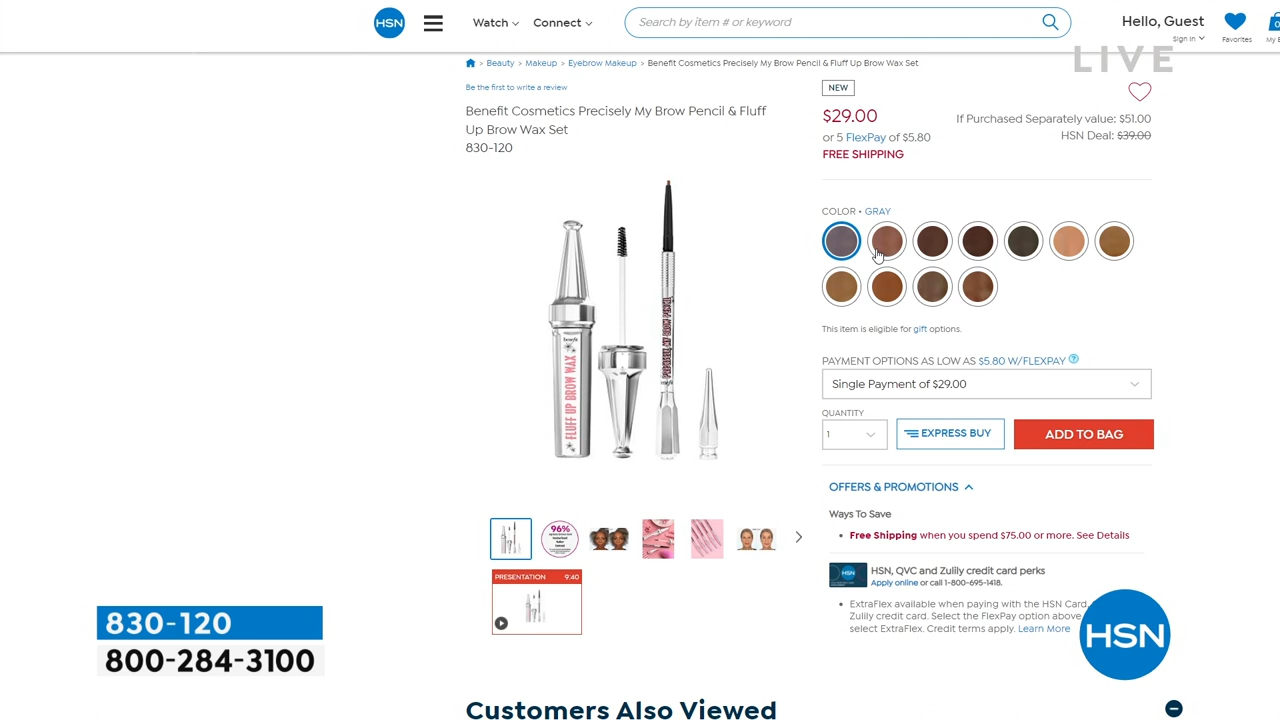 HSN
Watch
Connect
Search by item # or keyword
Hello, Guest
Sign In
Favorites
0
LIVE
Beauty > Makeup > Eyebrow Makeup > Benefit Cosmetics Precisely My Brow Pencil & Fluff Up Brow Wax Set
Be the first to write a review
Benefit Cosmetics Precisely My Brow Pencil & Fluff
Up Brow Wax Set
830-120
NEW
$29.00
If Purchased Separately value: $51.00
or 5 FlexPay of $5.80
HSN Deal: $39.00
FREE SHIPPING
COLOR • GRAY
benefit
FLUFF UP BROW WAX
This item is eligible for gift options.
PAYMENT OPTIONS AS LOW AS $5.80 W/FLEXPAY ?
Single Payment of $29.00
QUANTITY
1
EXPRESS BUY
ADD TO BAG
OFFERS & PROMOTIONS
Ways To Save
• Free Shipping when you spend $75.00 or more. See Details
HSN, QVC and Zulily credit card perks
Apply online or call 1-800-695-1418.
• ExtraFlex available when paying with the HSN Card,
Zulily credit card. Select the FlexPay option above
select ExtraFlex. Credit terms apply. Learn More
96%
PRESENTATION 9:40
830-120
800-284-3100
HSN
Customers Also Viewed